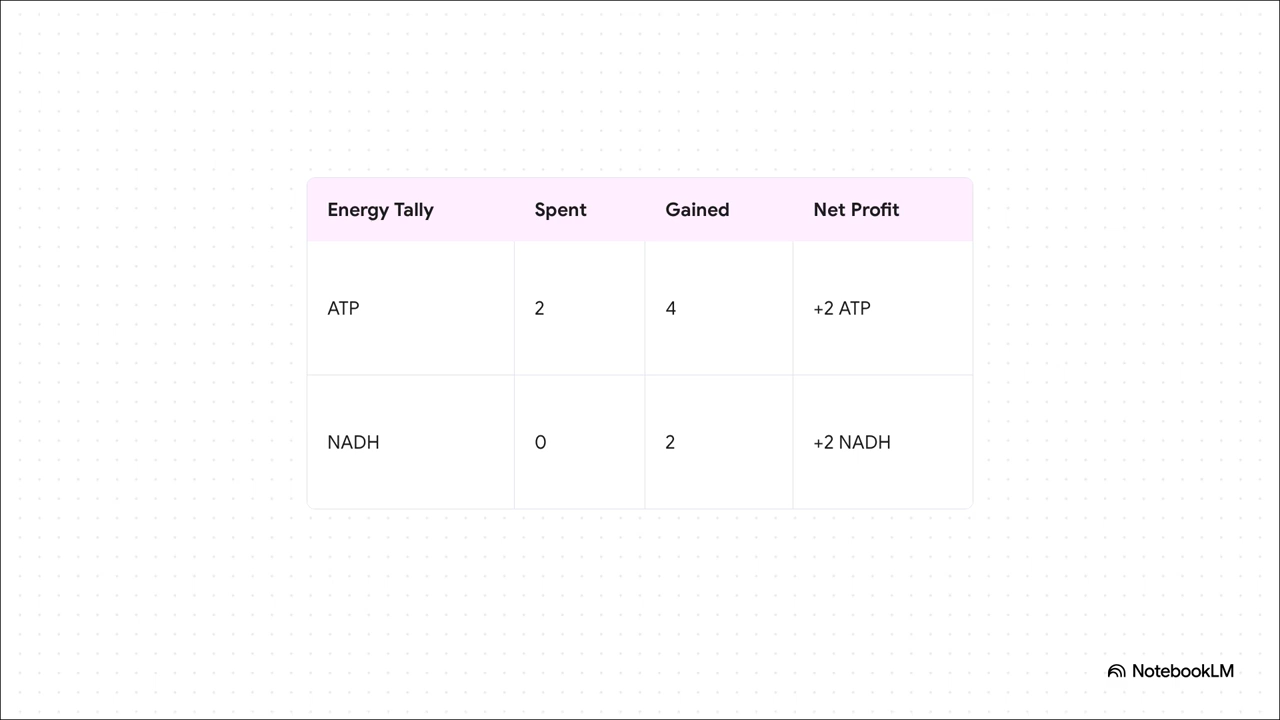 Energy Tally Spent Gained Net Profit
ATP 2 4 +2 ATP
NADH 0 2 +2 NADH
NotebookLM